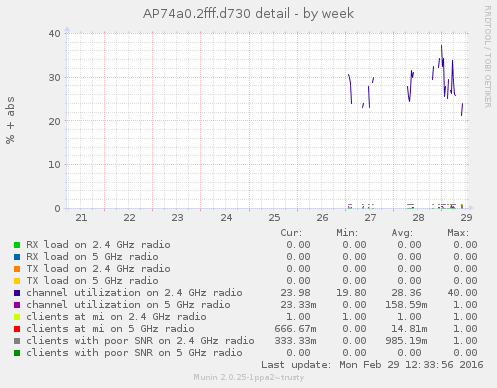 AP74a0.2fff.d730 detail - by week
RRDTOOL / TOBI OETIKER
% + abs
40
30
20
10
0
21 22 23 24 25 26 27 28 29
Cur: Min: Avg: Max:
RX load on 2.4 GHz radio 0.00 0.00 0.00 0.00
RX load on 5 GHz radio 0.00 0.00 0.00 0.00
TX load on 2.4 GHz radio 0.00 0.00 0.00 0.00
TX load on 5 GHz radio 0.00 0.00 0.00 0.00
channel utilization on 2.4 GHz radio 23.98 19.80 28.36 40.00
channel utilization on 5 GHz radio 23.33m 0.00 158.59m 1.00
clients at mi on 2.4 GHz radio 1.00 1.00 1.00 1.00
clients at mi on 5 GHz radio 666.67m 0.00 14.81m 1.00
clients with poor SNR on 2.4 GHz radio 333.33m 0.00 985.19m 1.00
clients with poor SNR on 5 GHz radio 0.00 0.00 0.00 0.00
Last update: Mon Feb 29 12:33:56 2016
Munin 2.0.25-1ppa2~trusty